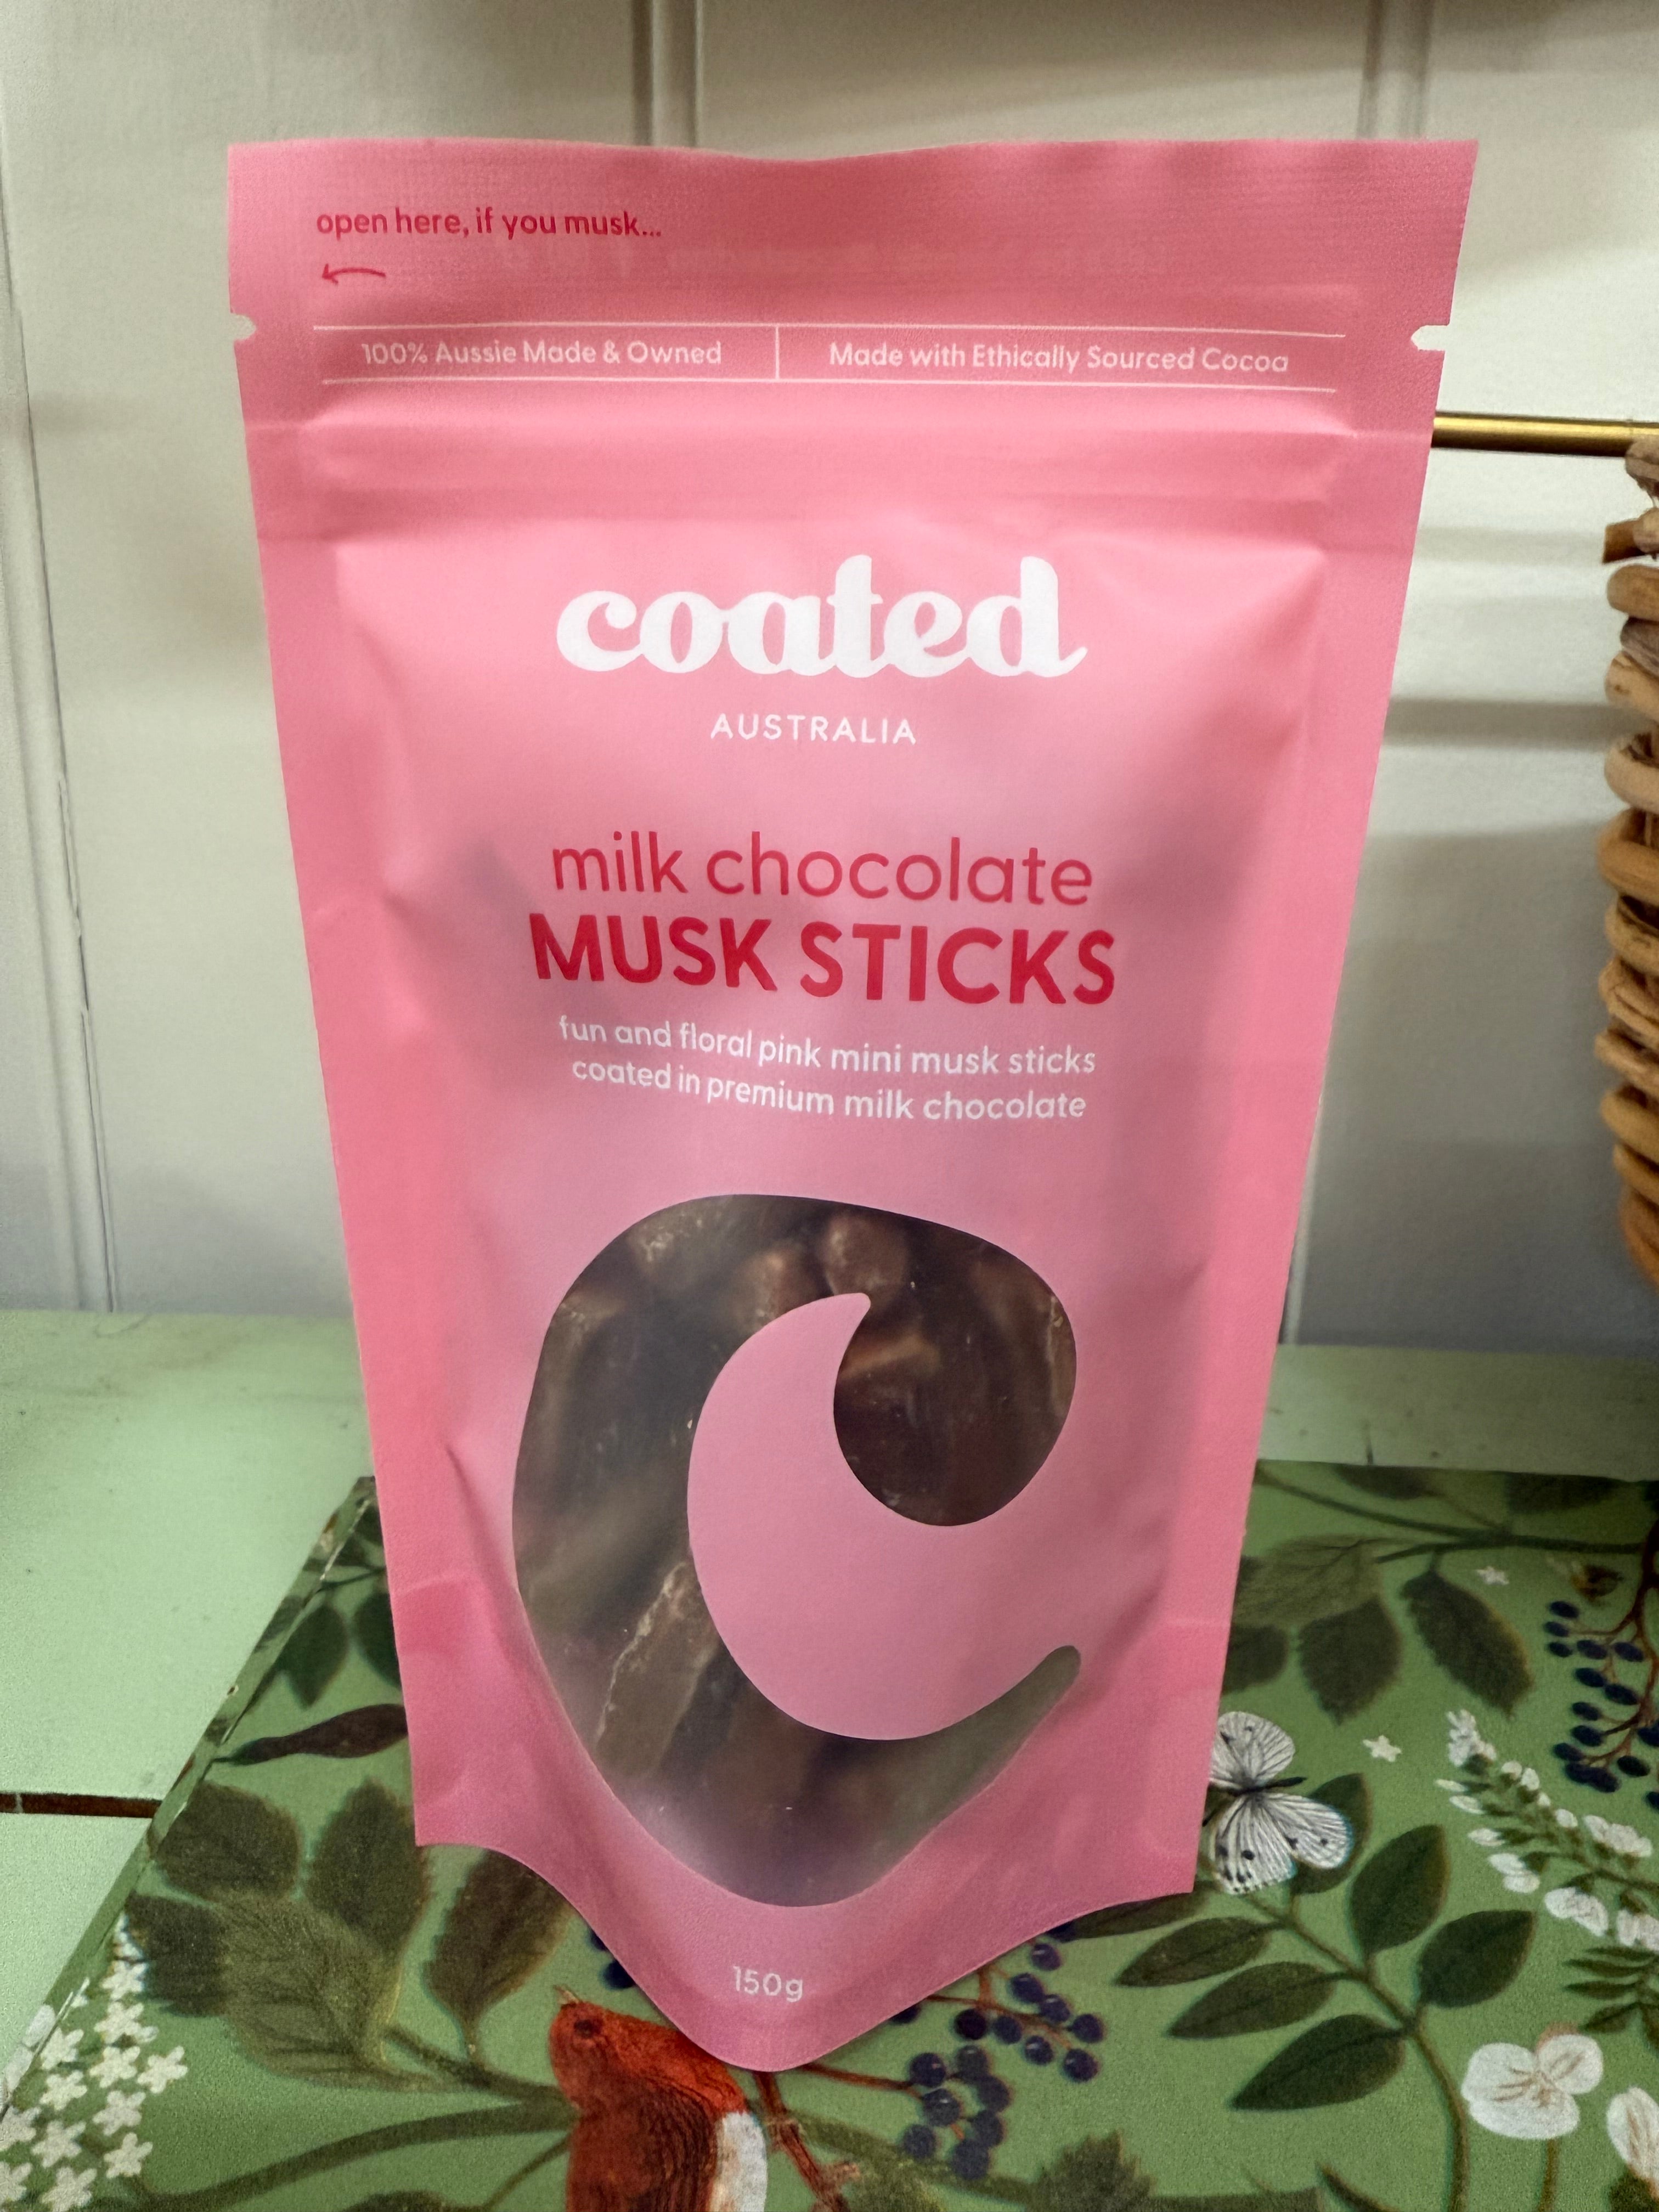 open here, if you musk...
100% Aussie Made & Owned
Made with Ethically Sourced Cocoa
coated
AUSTRALIA
milk chocolate
MUSK STICKS
fun and floral pink mini musk sticks
coated in premium milk chocolate
150g